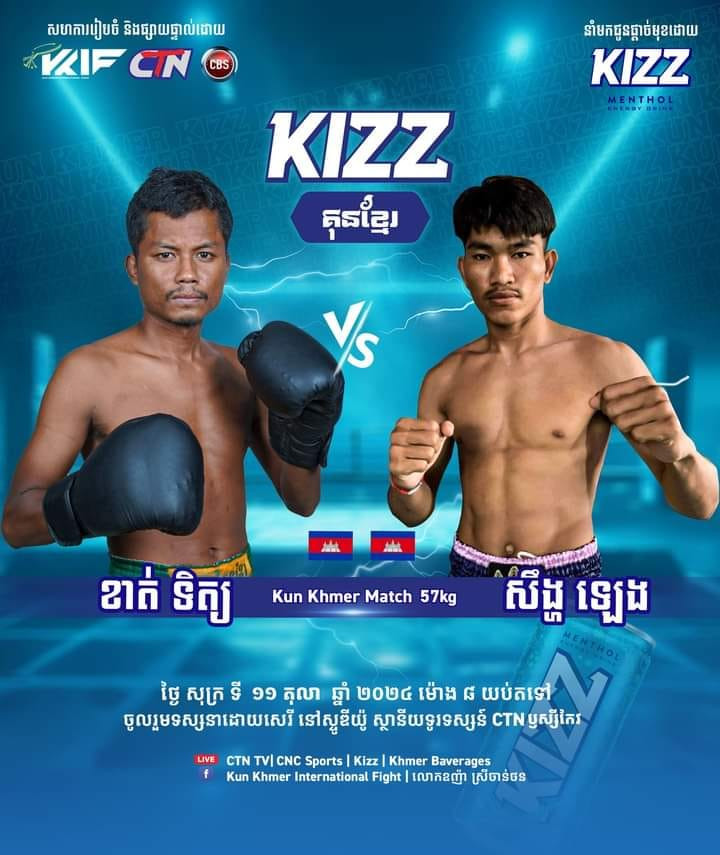 សហការរៀបចំ និងផ្សាយផ្ទាល់ដោយ
CTN CBS
នាំមកជូនផ្តាច់មុខដោយ
KIZZ
MENTHOL
ENERGY DRINK
KIZZ
គុនខ្មែរ
VS
ខាត់ ទិត្យ
Kun Khmer Match 57kg
សឹង្ហ ឡេង
MENTHOL
ENERGY DRINK
KIZZ
ថ្ងៃ សុក្រ ទី ១១ តុលា ឆ្នាំ ២០២៤ ម៉ោង ៨ យប់តទៅ
ចូលរួមទស្សនាដោយសេរី នៅស្ទូឌីយ៉ូ ស្ថានីយទូរទស្សន៍ CTN ឫស្សីកែវ
LIVE CTN TV| CNC Sports | Kizz | Khmer Baverages
f Kun Khmer International Fight | លោកឧញ៉ា ស្រីចាន់ថន